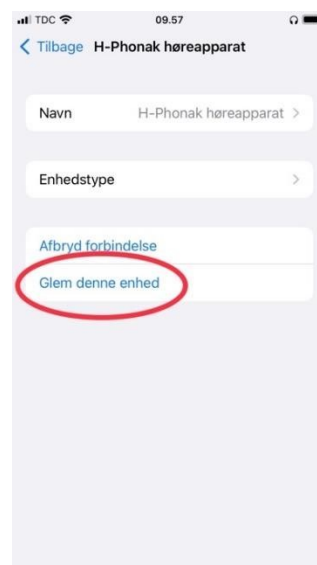 TDC 09.57
Tilbage H-Phonak høreapparat
Navn H-Phonak høreapparat
Enhedstype
Afbryd forbindelse
Glem denne enhed